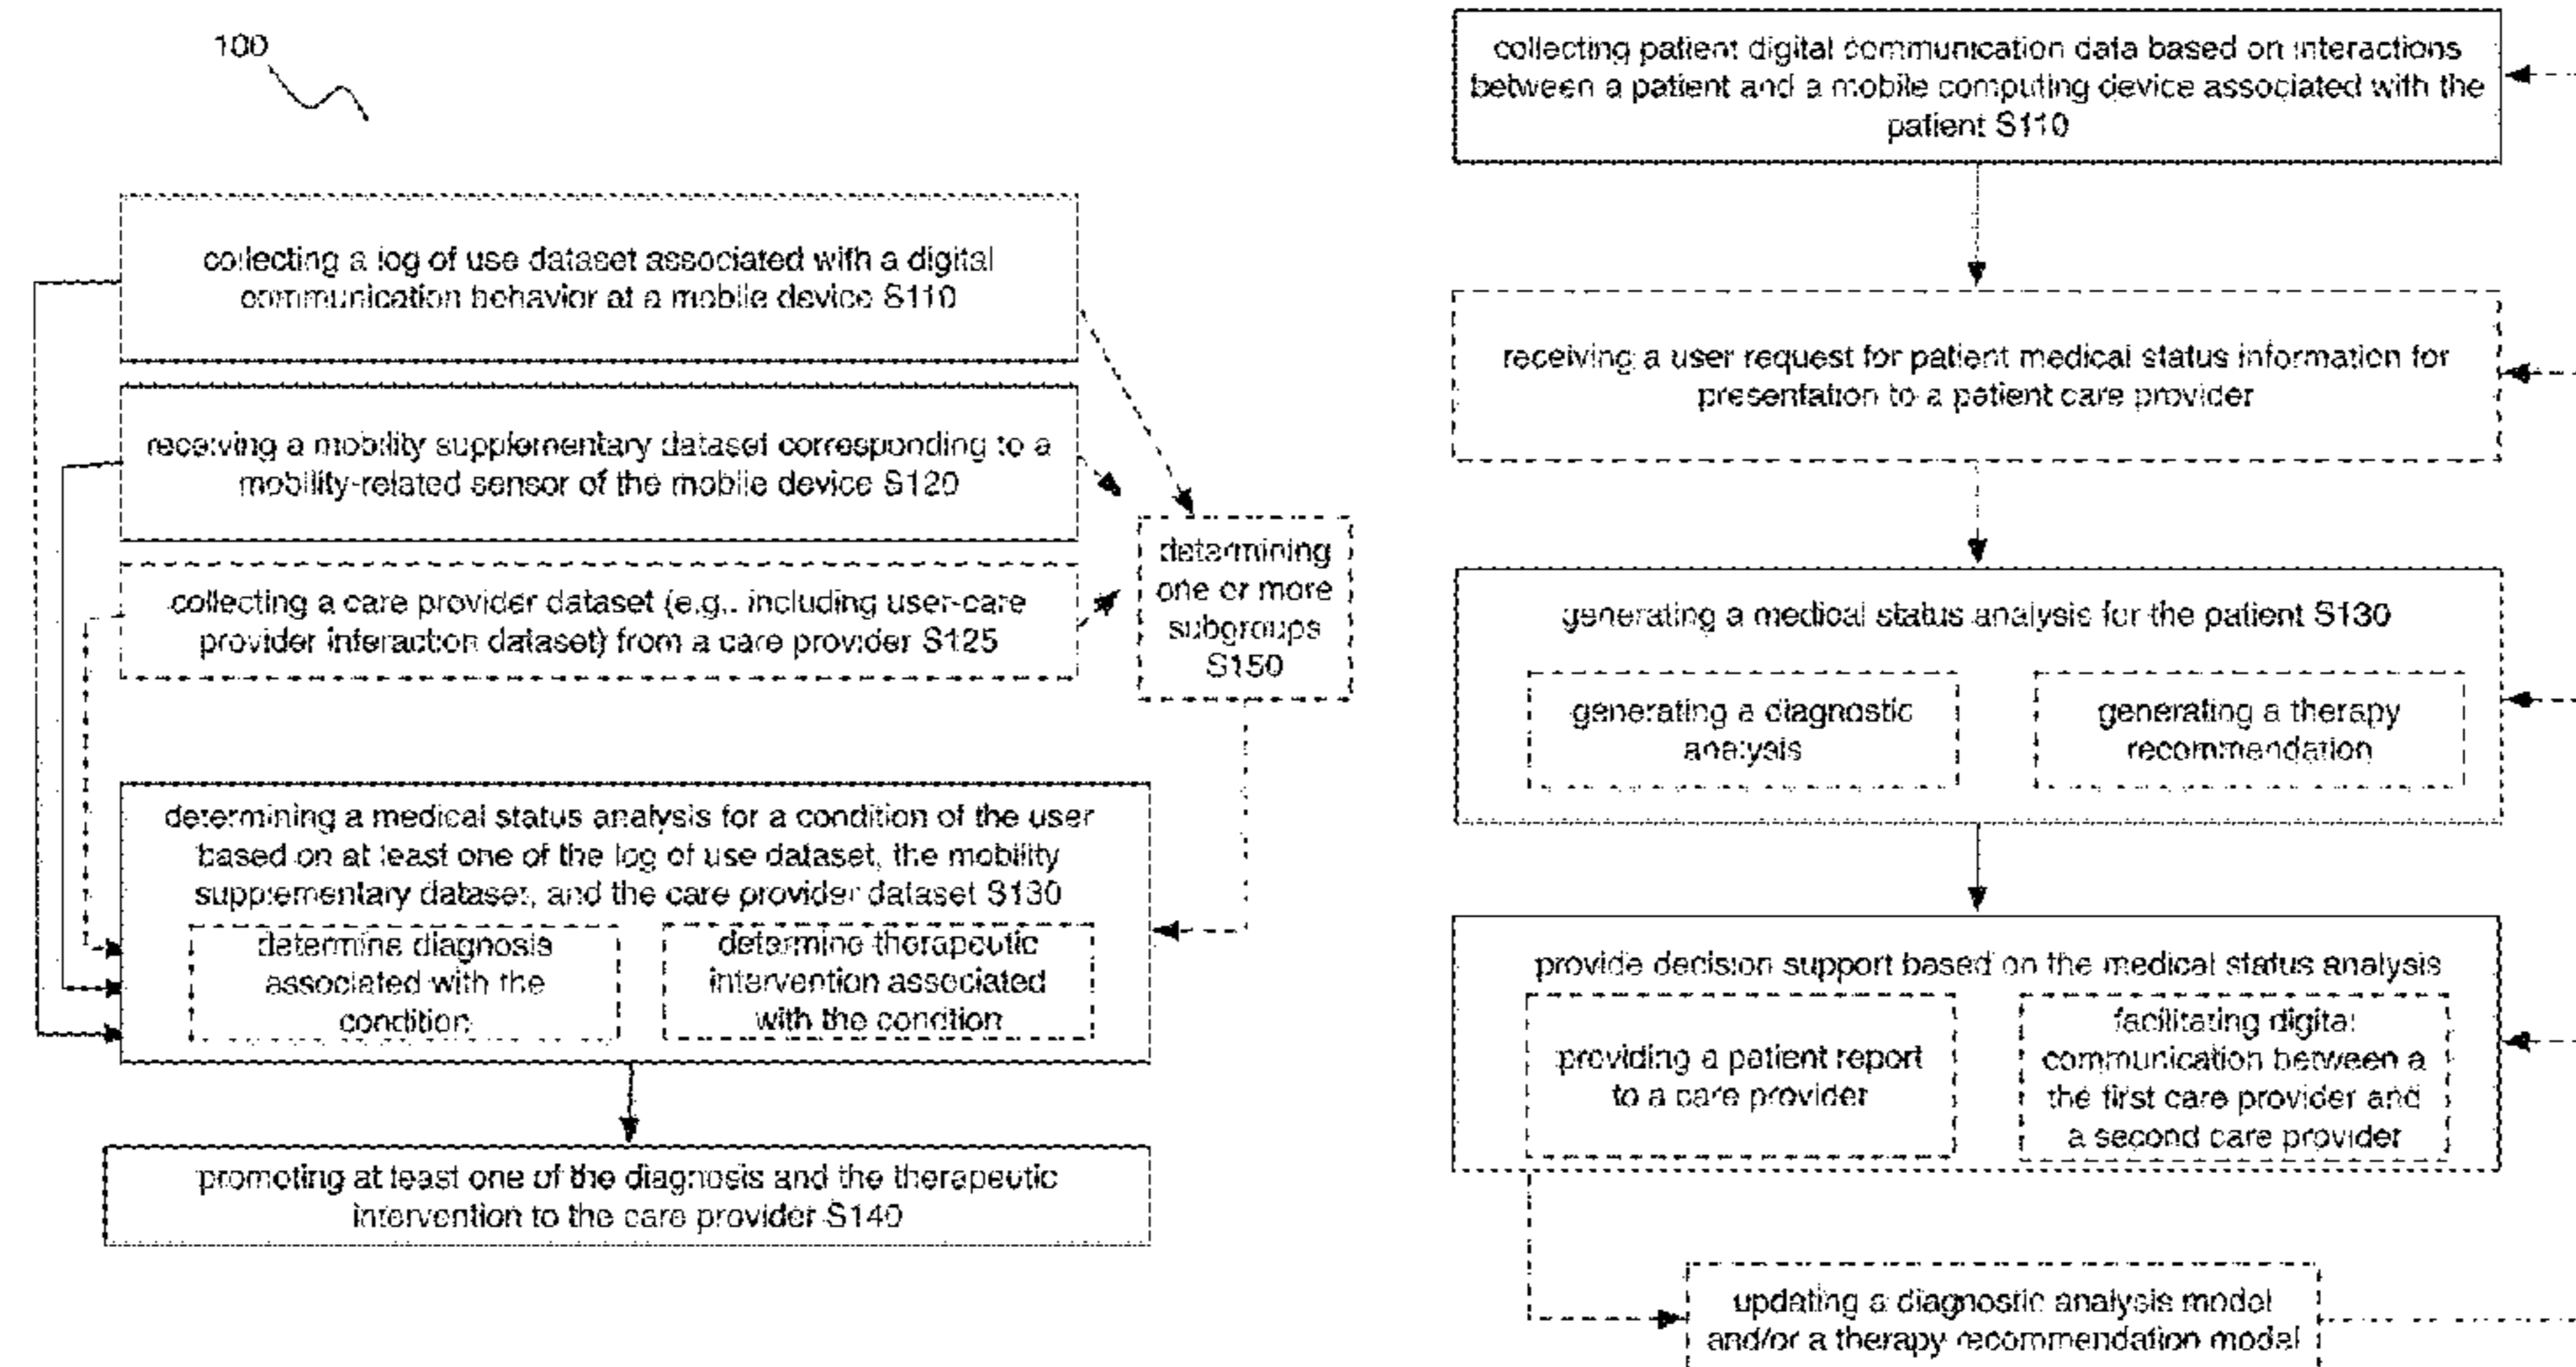 100
collecting a log of use dataset associated with a digital
communication behavior at a mobile device S110
receiving a mobility supplementary dataset corresponding to a
mobility-related sensor of the mobile device S120
collecting a care provider dataset (e.g., including user-care
provider interaction dataset) from a care provider S125
determining
one or more
subgroups
S150
determining a medical status analysis for a condition of the user
based on at least one of the log of use dataset, the mobility
supplementary dataset, and the care provider dataset S130
determine diagnosis
associated with the
condition
determine therapeutic
intervention associated
with the condition
promoting at least one of the diagnosis and the therapeutic
intervention to the care provider S140
collecting patient digital communication data based on interactions
between a patient and a mobile computing device associated with the
patient S110
receiving a user request for patient medical status information for
presentation to a patient care provider
generating a medical status analysis for the patient S130
generating a diagnostic
analysis
generating a therapy
recommendation
provide decision support based on the medical status analysis
providing a patient report
to a care provider
facilitating digital
communication between a
the first care provider and
a second care provider
updating a diagnostic analysis model
and/or a therapy recommendation model